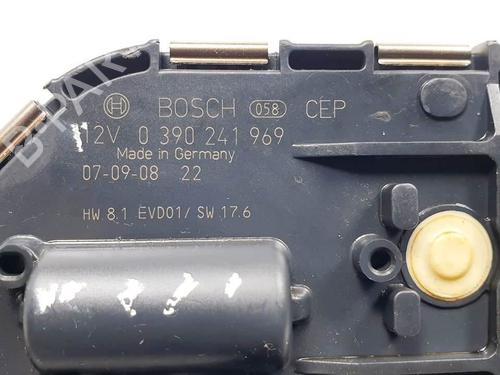 BOSCH 058 CEP
12V 0 390 241 969
Made in Germany
07-09-08 22
HW 8.1 EVD01/ SW 17.6
B-PARTS